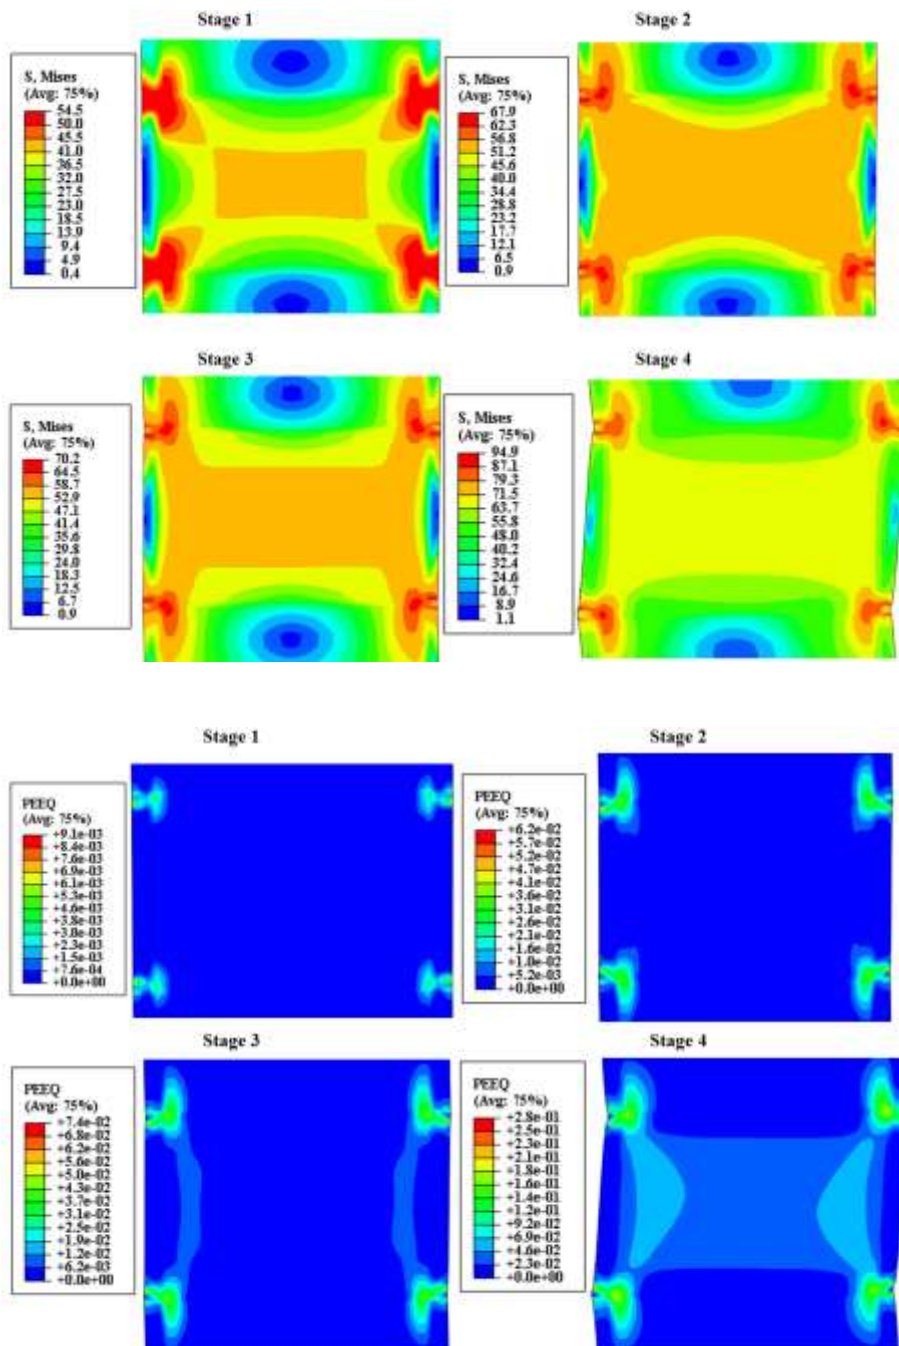 Stage 1
S, Mises
(Avg: 75%)
54.5
50.0
45.5
41.0
36.5
32.0
27.5
23.0
18.5
13.9
9.4
4.9
0.4
Stage 2
S, Mises
(Avg: 75%)
67.9
62.3
56.8
51.2
45.6
40.0
34.4
28.8
23.2
17.7
12.1
6.5
0.9
Stage 3
S, Mises
(Avg: 75%)
70.2
64.5
58.7
52.9
47.1
41.4
35.6
29.8
24.0
18.3
12.5
6.7
0.9
Stage 4
S, Mises
(Avg: 75%)
94.9
87.1
79.3
71.5
63.7
55.8
48.0
40.2
32.4
24.6
16.7
8.9
1.1
Stage 1
PEEQ
(Avg: 75%)
+9.1e-03
+8.4e-03
+7.6e-03
+6.9e-03
+6.1e-03
+5.3e-03
+4.6e-03
+3.8e-03
+3.0e-03
+2.3e-03
+1.5e-03
+7.6e-04
+0.0e+00
Stage 2
PEEQ
(Avg: 75%)
+6.2e-02
+5.7e-02
+5.2e-02
+4.7e-02
+4.1e-02
+3.6e-02
+3.1e-02
+2.6e-02
+2.1e-02
+1.6e-02
+1.0e-02
+5.2e-03
+0.0e+00
Stage 3
PEEQ
(Avg: 75%)
+7.4e-02
+6.8e-02
+6.2e-02
+5.6e-02
+5.0e-02
+4.3e-02
+3.7e-02
+3.1e-02
+2.5e-02
+1.9e-02
+1.2e-02
+6.2e-03
+0.0e+00
Stage 4
PEEQ
(Avg: 75%)
+2.8e-01
+2.5e-01
+2.3e-01
+2.1e-01
+1.8e-01
+1.6e-01
+1.4e-01
+1.2e-01
+9.2e-02
+6.9e-02
+4.6e-02
+2.3e-02
+0.0e+00